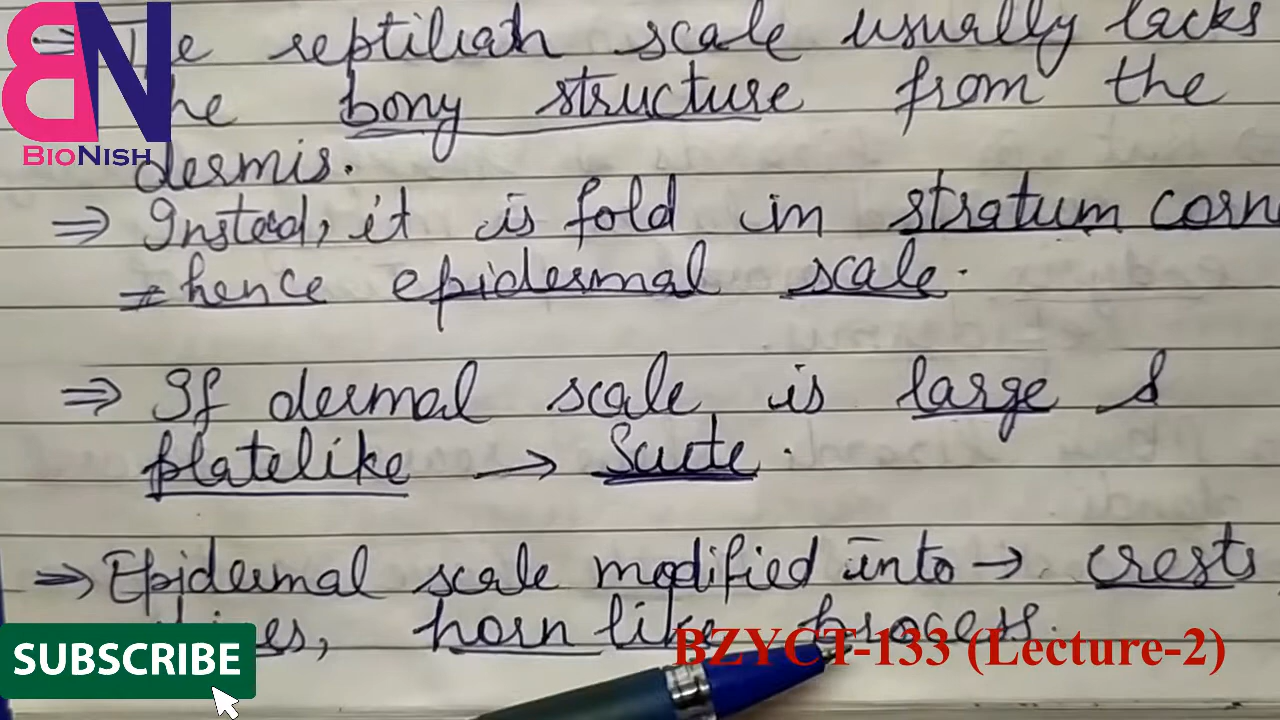 ⇒ The reptilian scale usually lacks
the bony structure from the
dermis.
⇒ Instead, it is fold in stratum corn
⇒ hence epidermal scale.
⇒ If dermal scale, is large &
platelike → Scute.
⇒ Epidermal scale modified into → crests
horn like process.
BN
BIONISH
SUBSCRIBE
BZYCT-133 (Lecture-2)